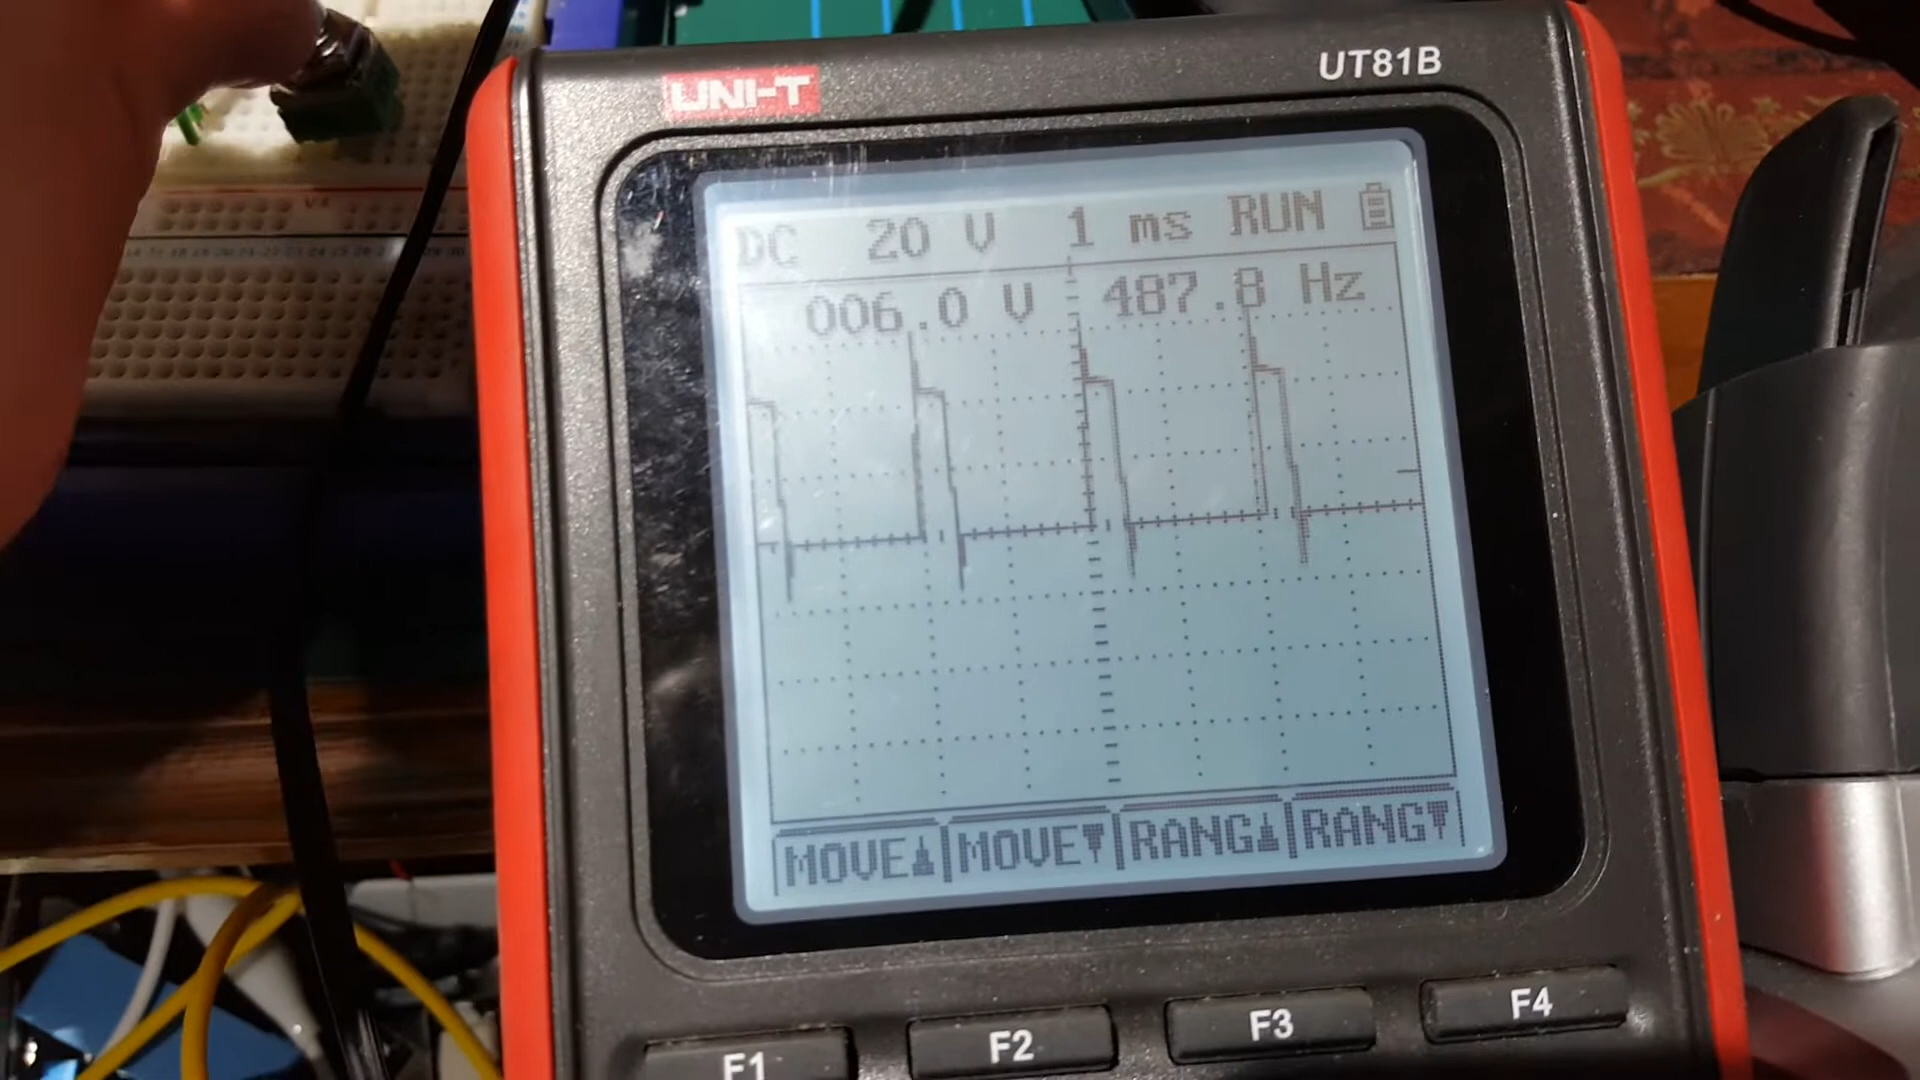 UNI-T
UT81B
DC 20 V 1 ms RUN
006.0 V 487.8 Hz
MOVE MOVE RANG RANG
F1 F2 F3 F4